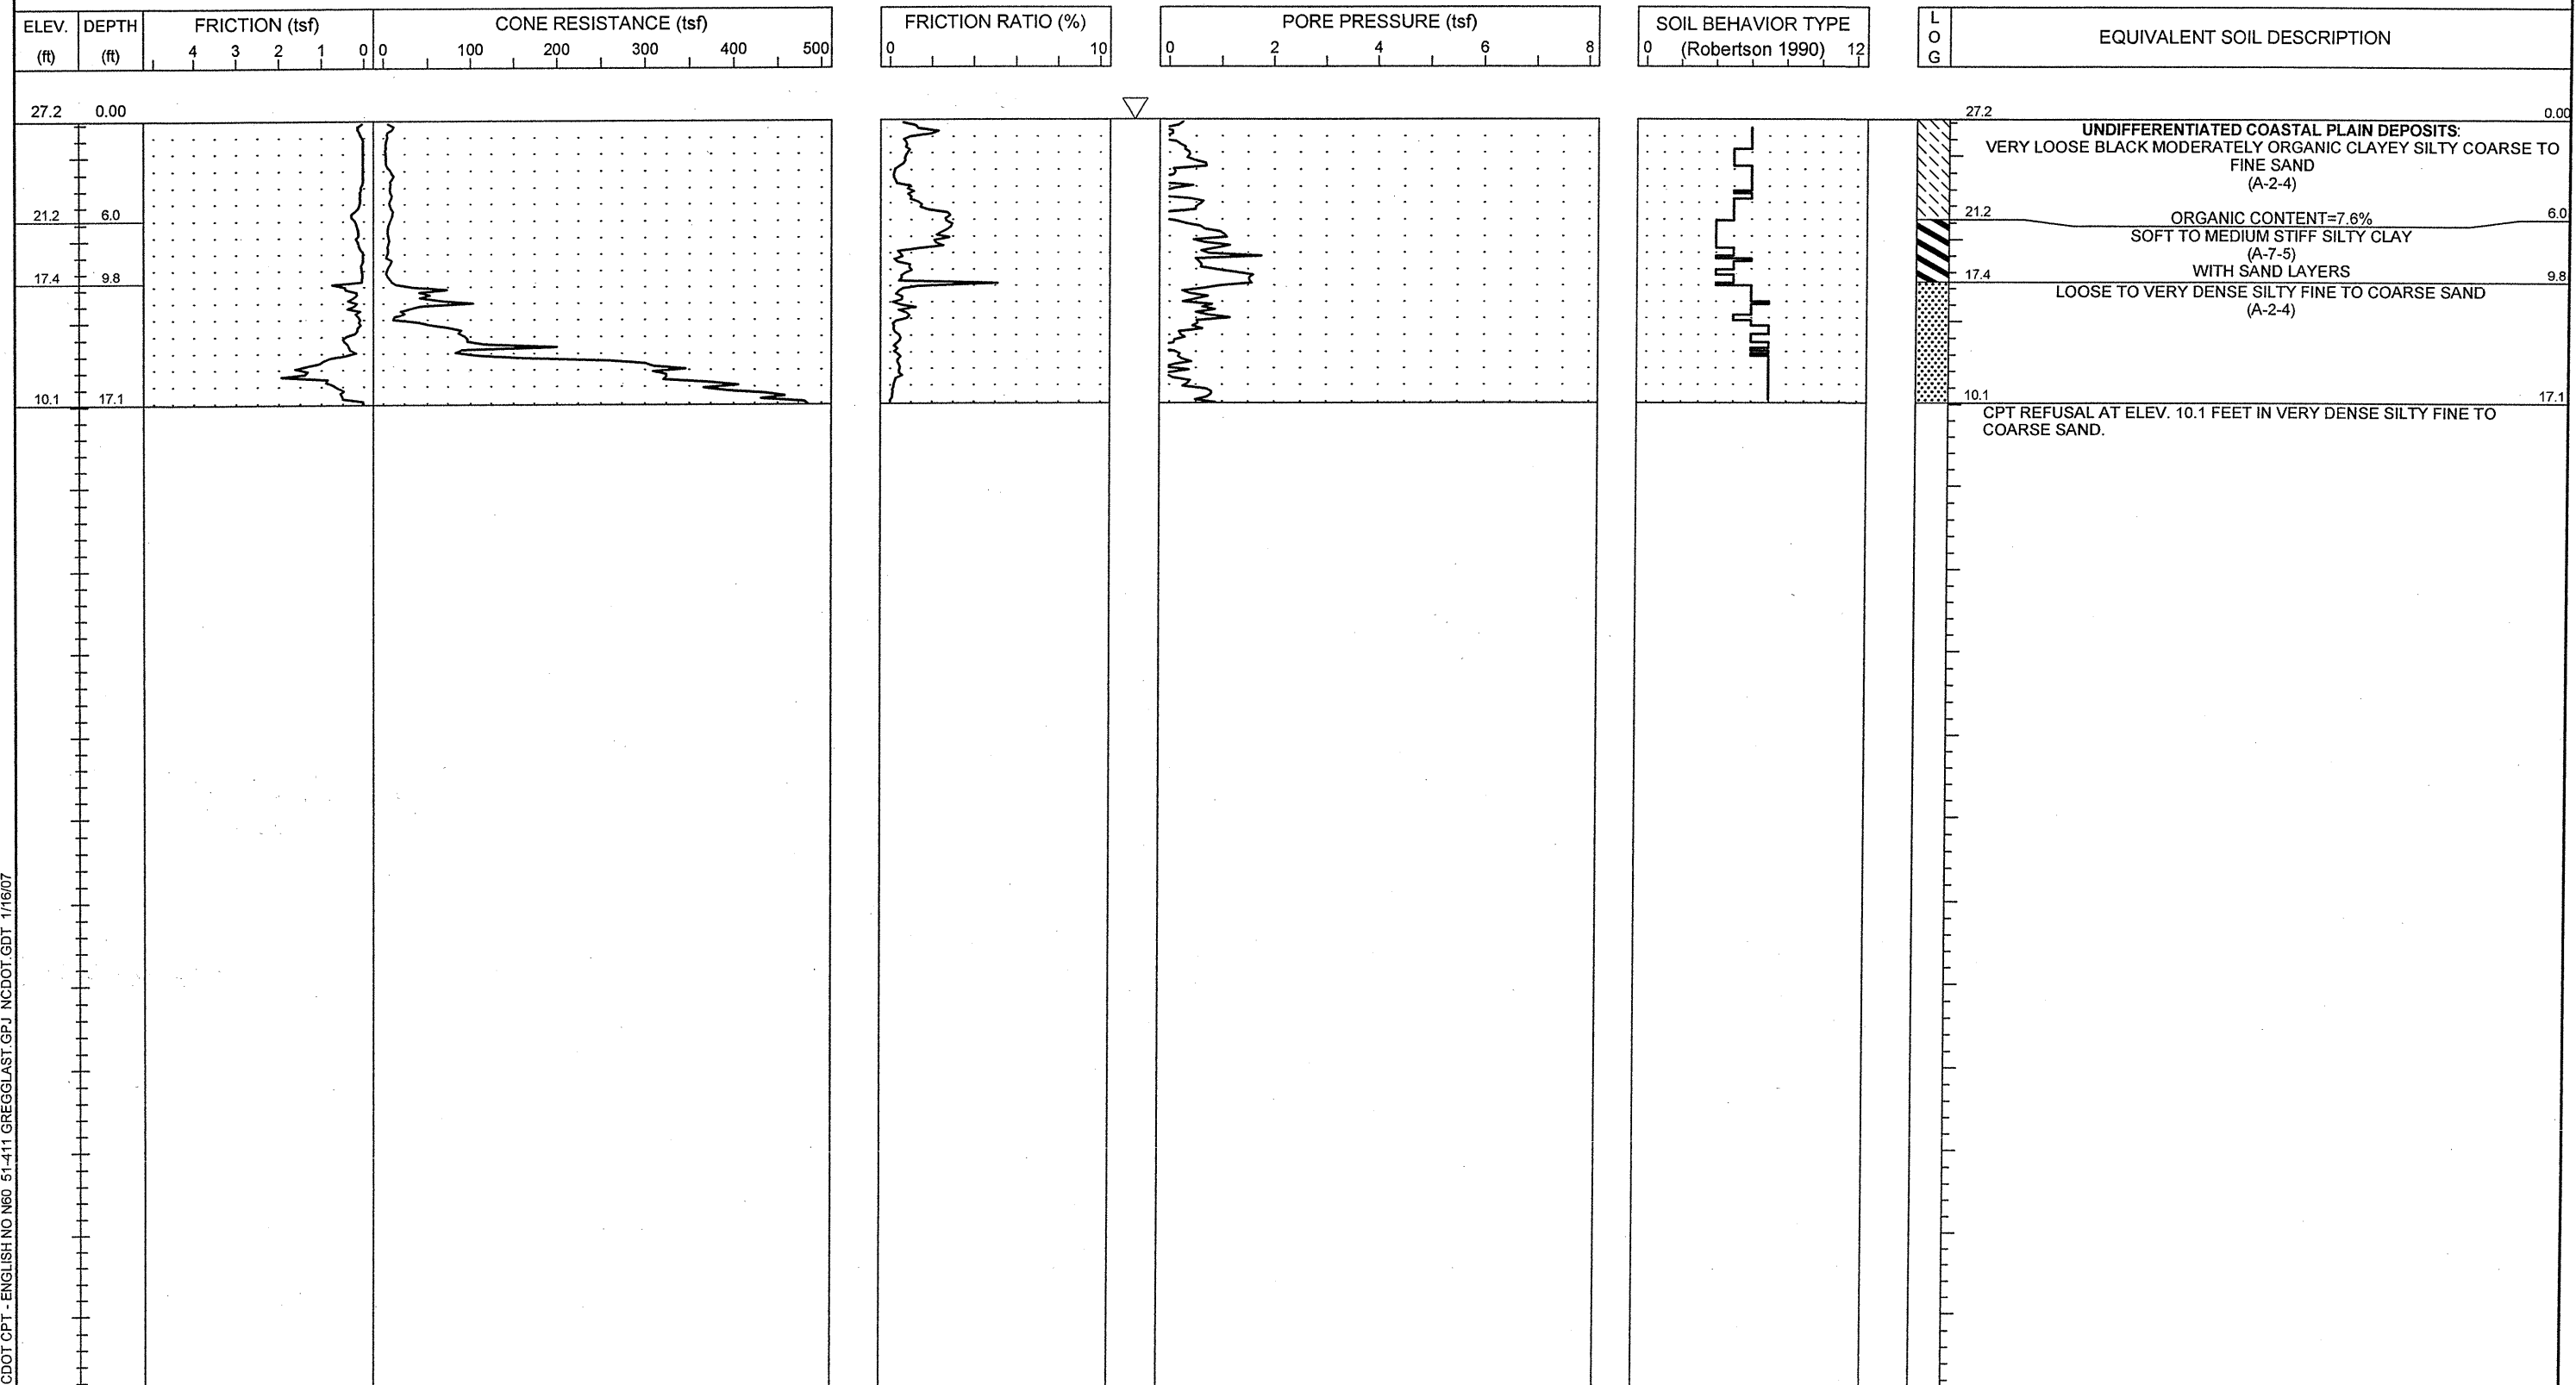 ELEV. DEPTH FRICTION (tsf) CONE RESISTANCE (tsf) FRICTION RATIO (%) PORE PRESSURE (tsf) SOIL BEHAVIOR TYPE LOG EQUIVALENT SOIL DESCRIPTION
(ft) (ft) 4 3 2 1 0 0 100 200 300 400 500 0 10 0 2 4 6 8 0 (Robertson 1990) 12
27.2 0.00 27.2 0.00
UNDIFFERENTIATED COASTAL PLAIN DEPOSITS:
VERY LOOSE BLACK MODERATELY ORGANIC CLAYEY SILTY COARSE TO
FINE SAND
(A-2-4)
21.2 6.0 21.2 ORGANIC CONTENT=7.6% 6.0
SOFT TO MEDIUM STIFF SILTY CLAY
(A-7-5)
17.4 9.8 17.4 WITH SAND LAYERS 9.8
LOOSE TO VERY DENSE SILTY FINE TO COARSE SAND
(A-2-4)
10.1 17.1 10.1 17.1
CPT REFUSAL AT ELEV. 10.1 FEET IN VERY DENSE SILTY FINE TO
COARSE SAND.
CDOT CPT - ENGLISH NO N60 51-411 GREGGLAST.GPJ NCDOT.GDT 1/16/07